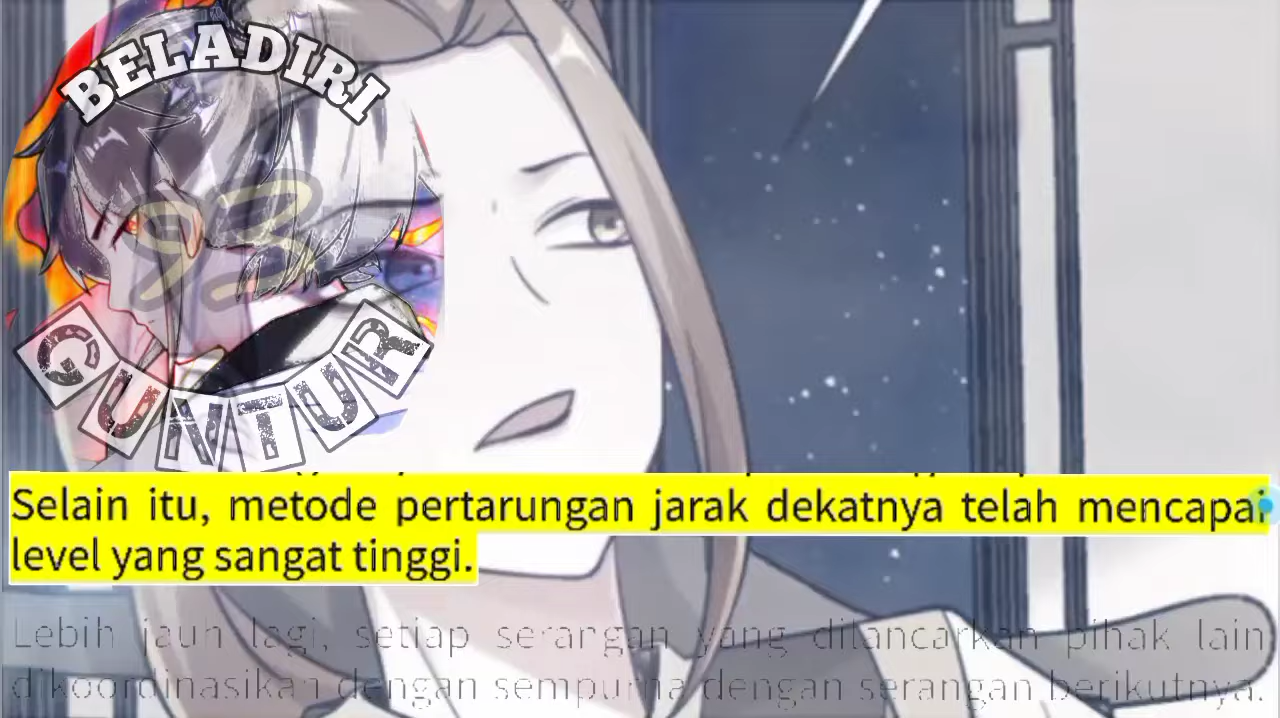 BELADIRI
GUNTUR
Selain itu, metode pertarungan jarak dekatnya telah mencapai
level yang sangat tinggi.
Lebih jauh lagi, setiap serangan yang dilancarkan pihak lain
dikoordinasikan dengan sempurna dengan serangan berikutnya.